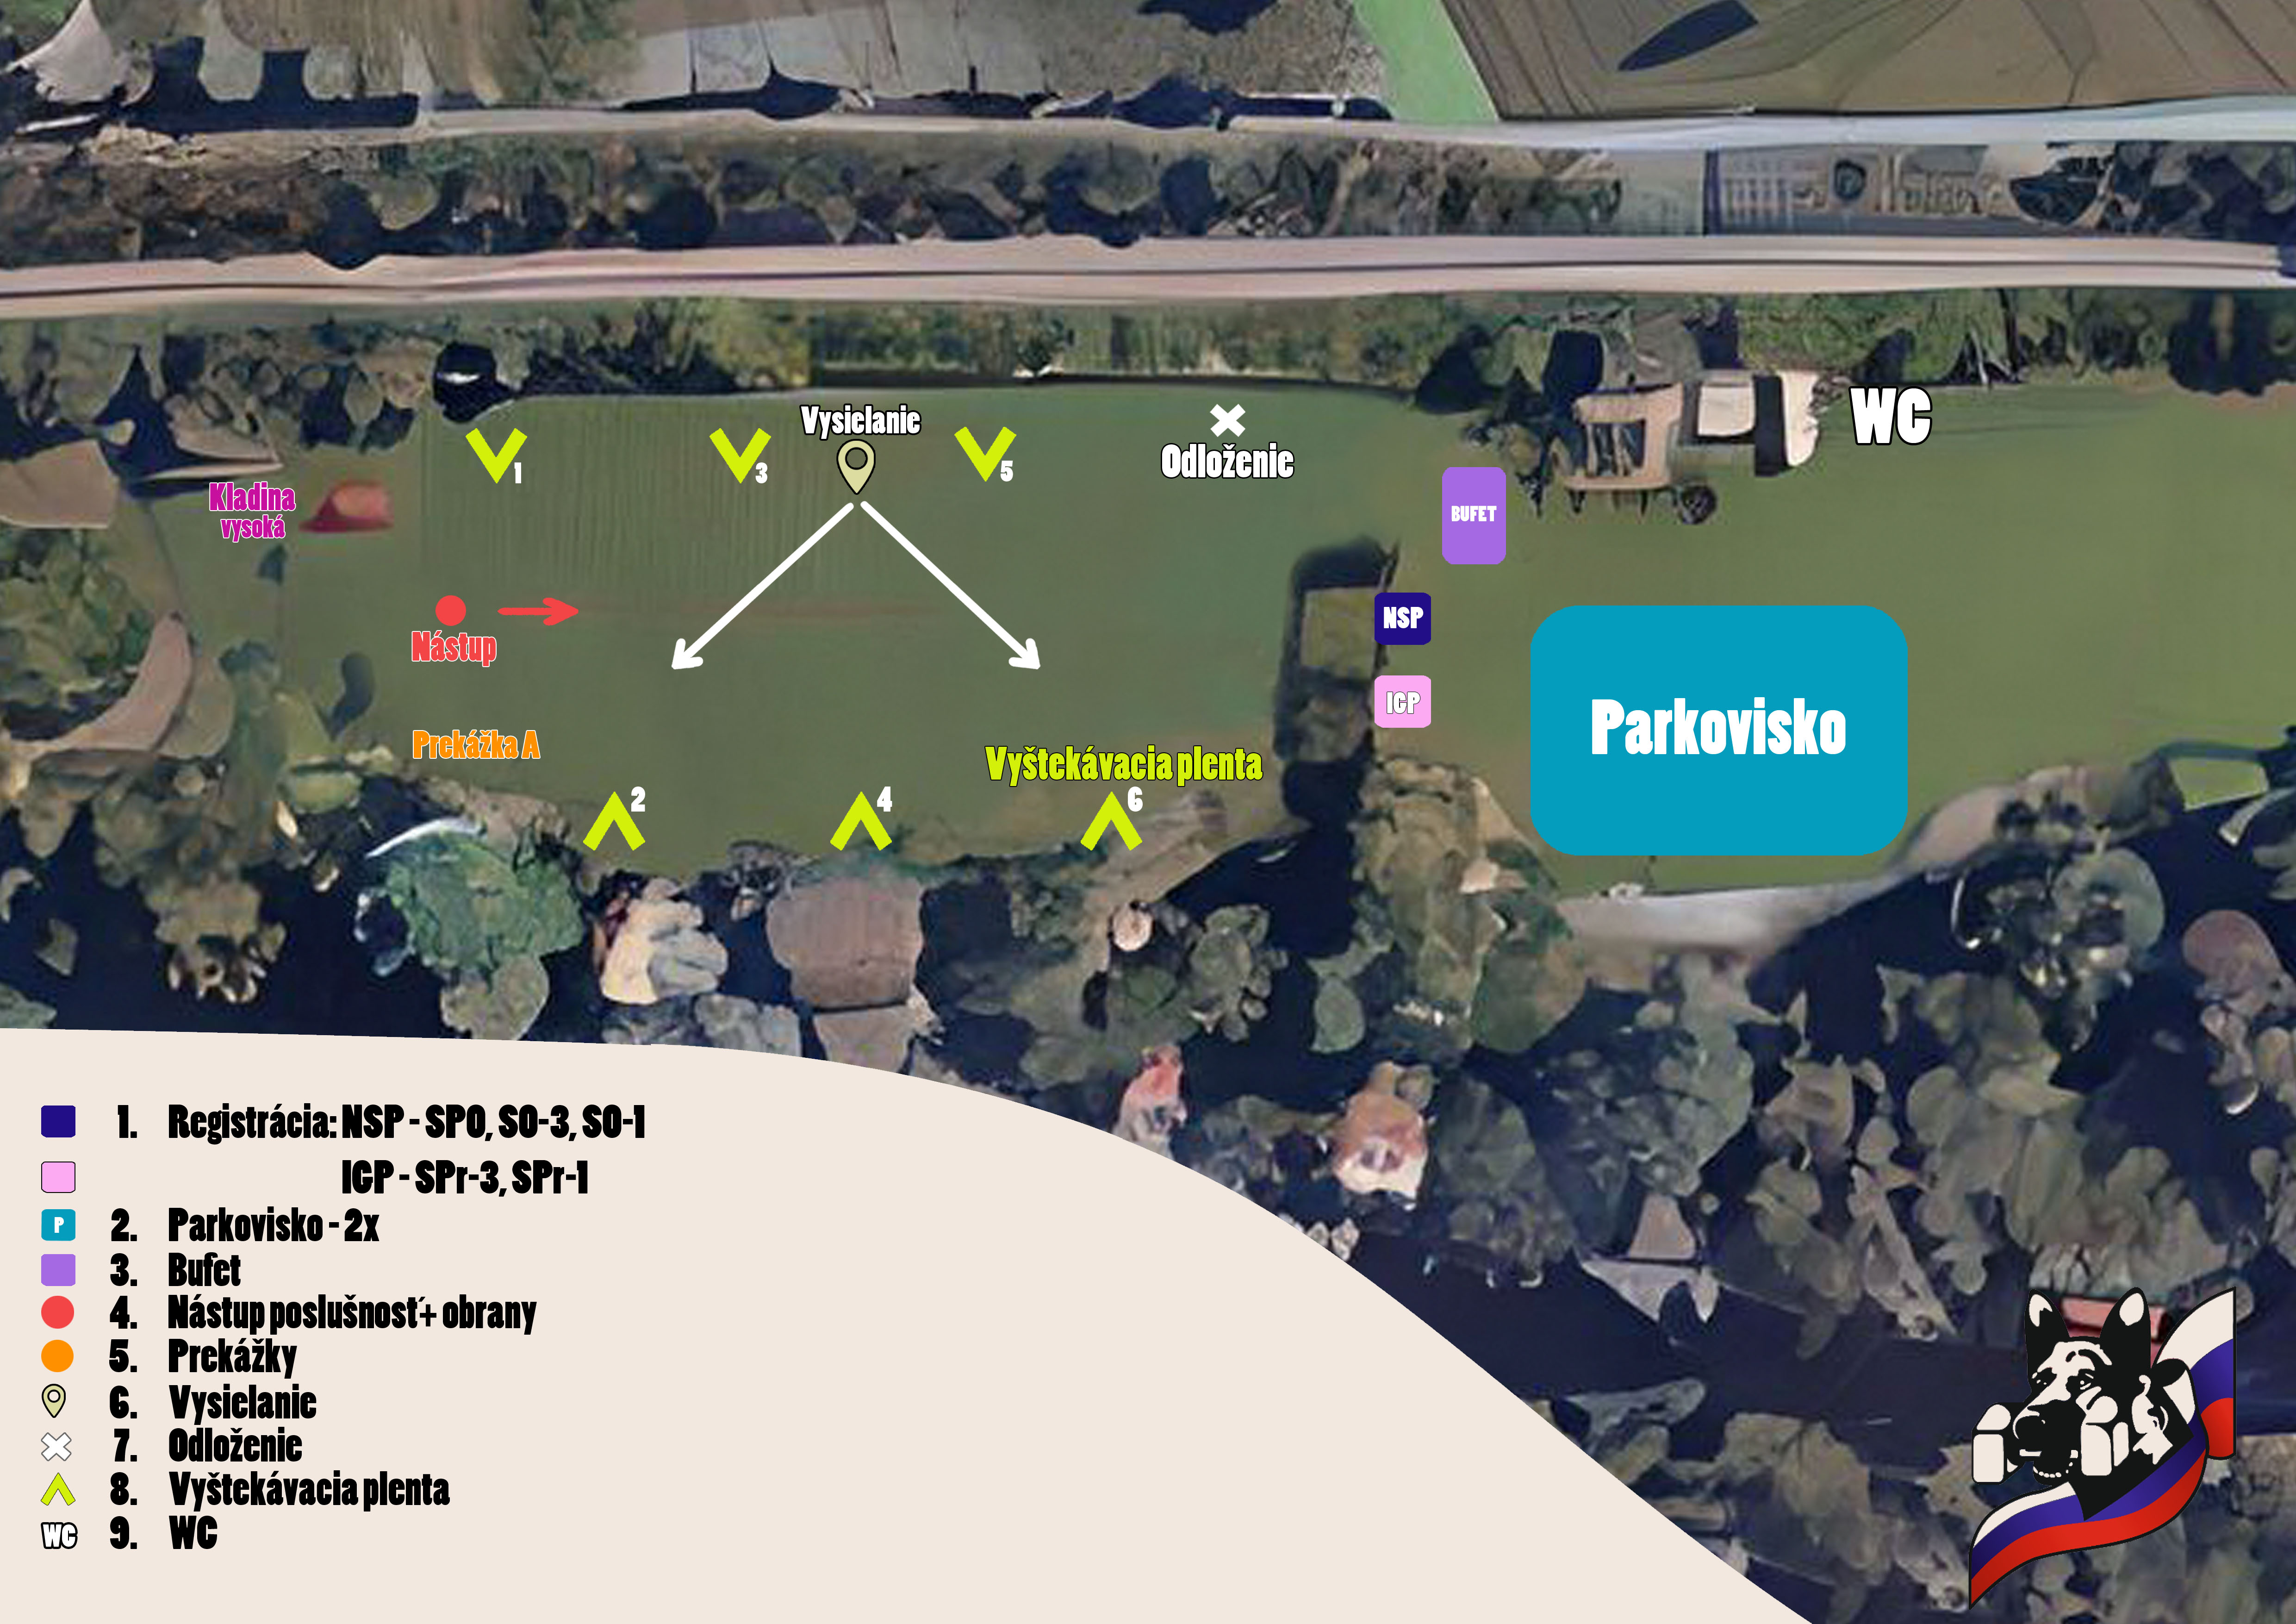 Vysielanie
WC
1
3
5
Odloženie
Kladina
vysoká
BUFET
NSP
Nástup
IGP
Parkovisko
Prekážka A
Vyštekávacia plenta
2
4
6
1. Registrácia: NSP - SPO, SO-3, SO-1
IGP - SPr-3, SPr-1
P 2. Parkovisko - 2x
3. Bufet
4. Nástup poslušnosť+ obrany
5. Prekážky
6. Vysielanie
7. Odloženie
8. Vyštekávacia plenta
WC 9. WC